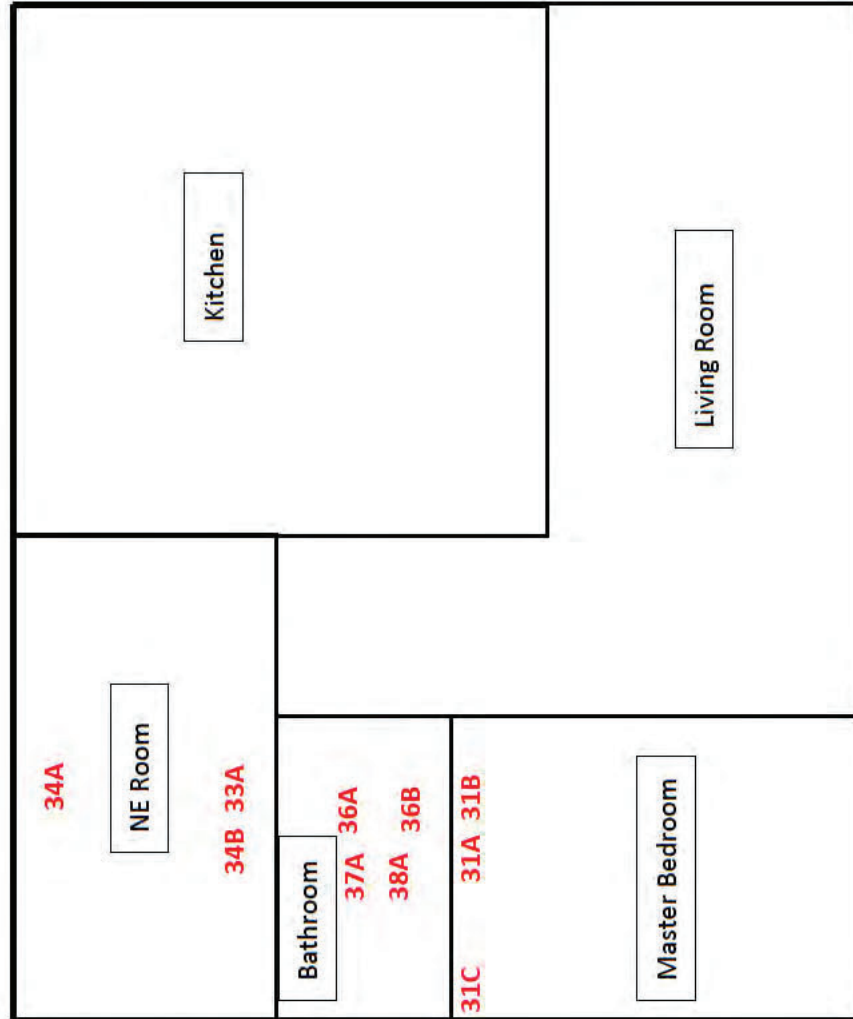 34A
NE Room
34B 33A
Kitchen
Bathroom
37A 36A
38A 36B
31C 31A 31B
Master Bedroom
Living Room